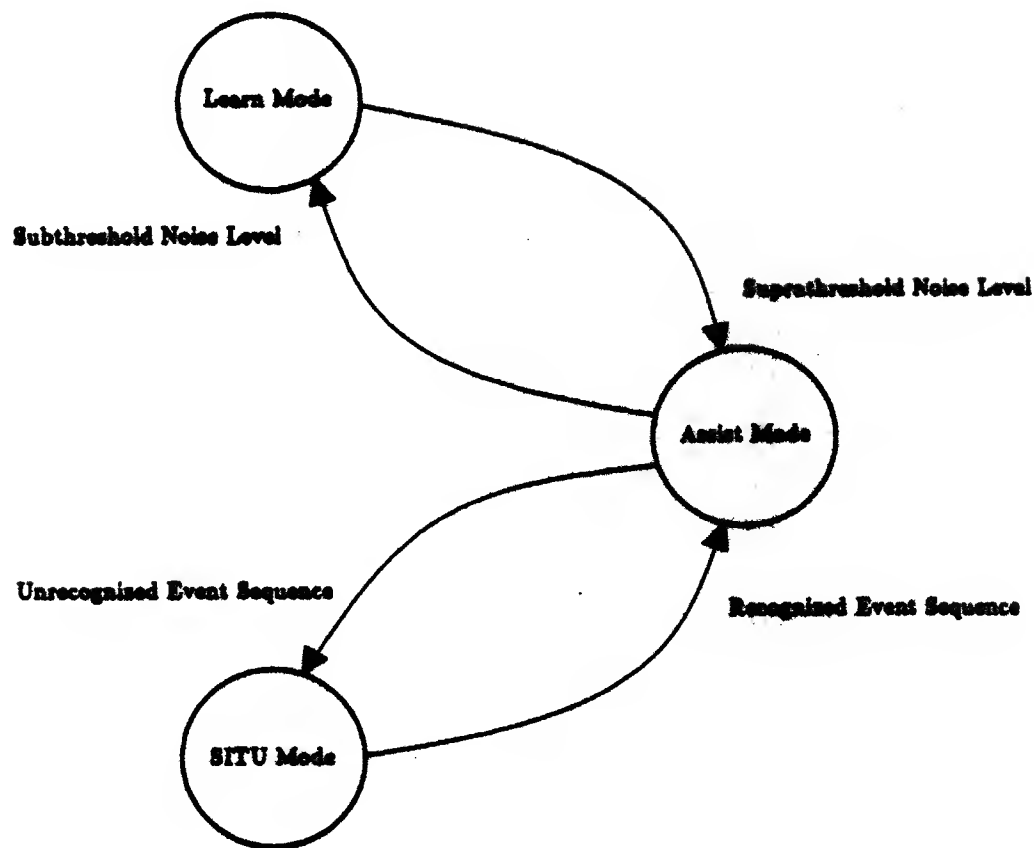 Learn Mode
Subthreshold Noise Level
Suprathreshold Noise Level
Assist Mode
Unrecognized Event Sequence
Recognized Event Sequence
SITU Mode